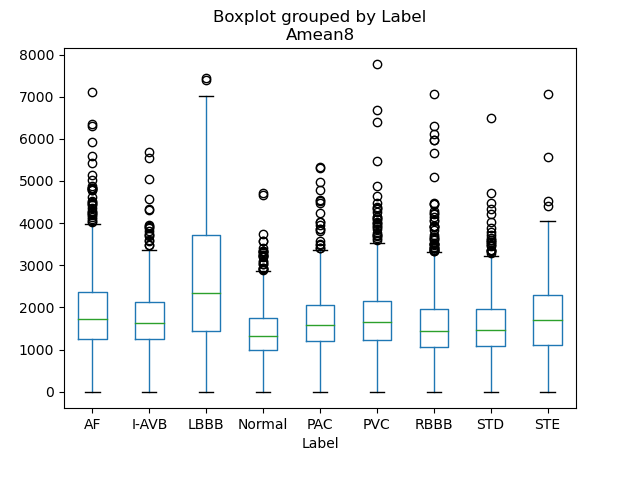 Boxplot grouped by Label
Amean8
8000
7000
6000
5000
4000
3000
2000
1000
0
AF I-AVB LBBB Normal PAC PVC RBBB STD STE
Label